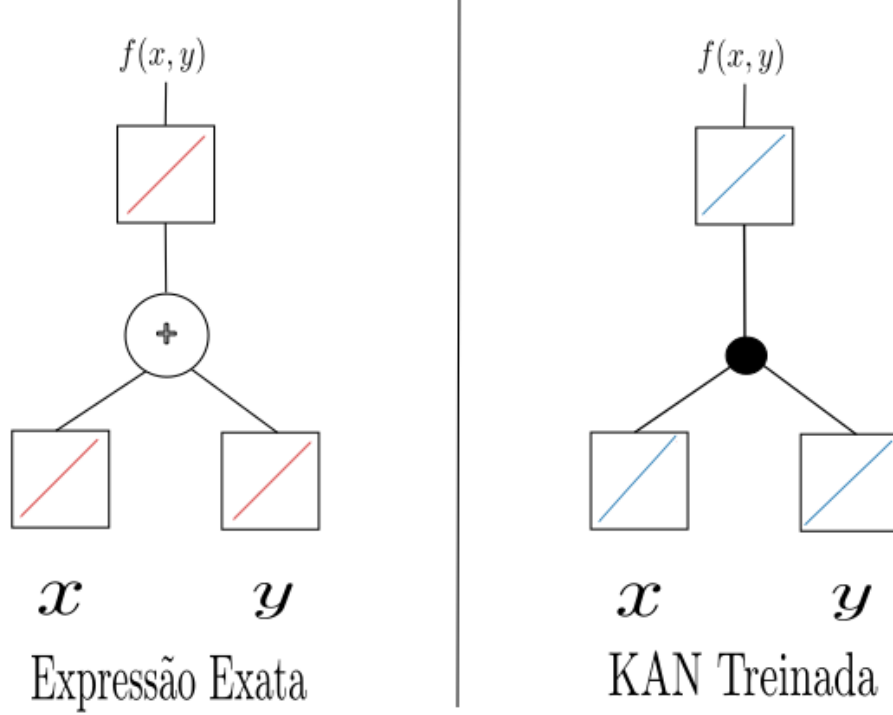 f(x, y)
+
x
y
Expressão Exata
f(x, y)
x
y
KAN Treinada